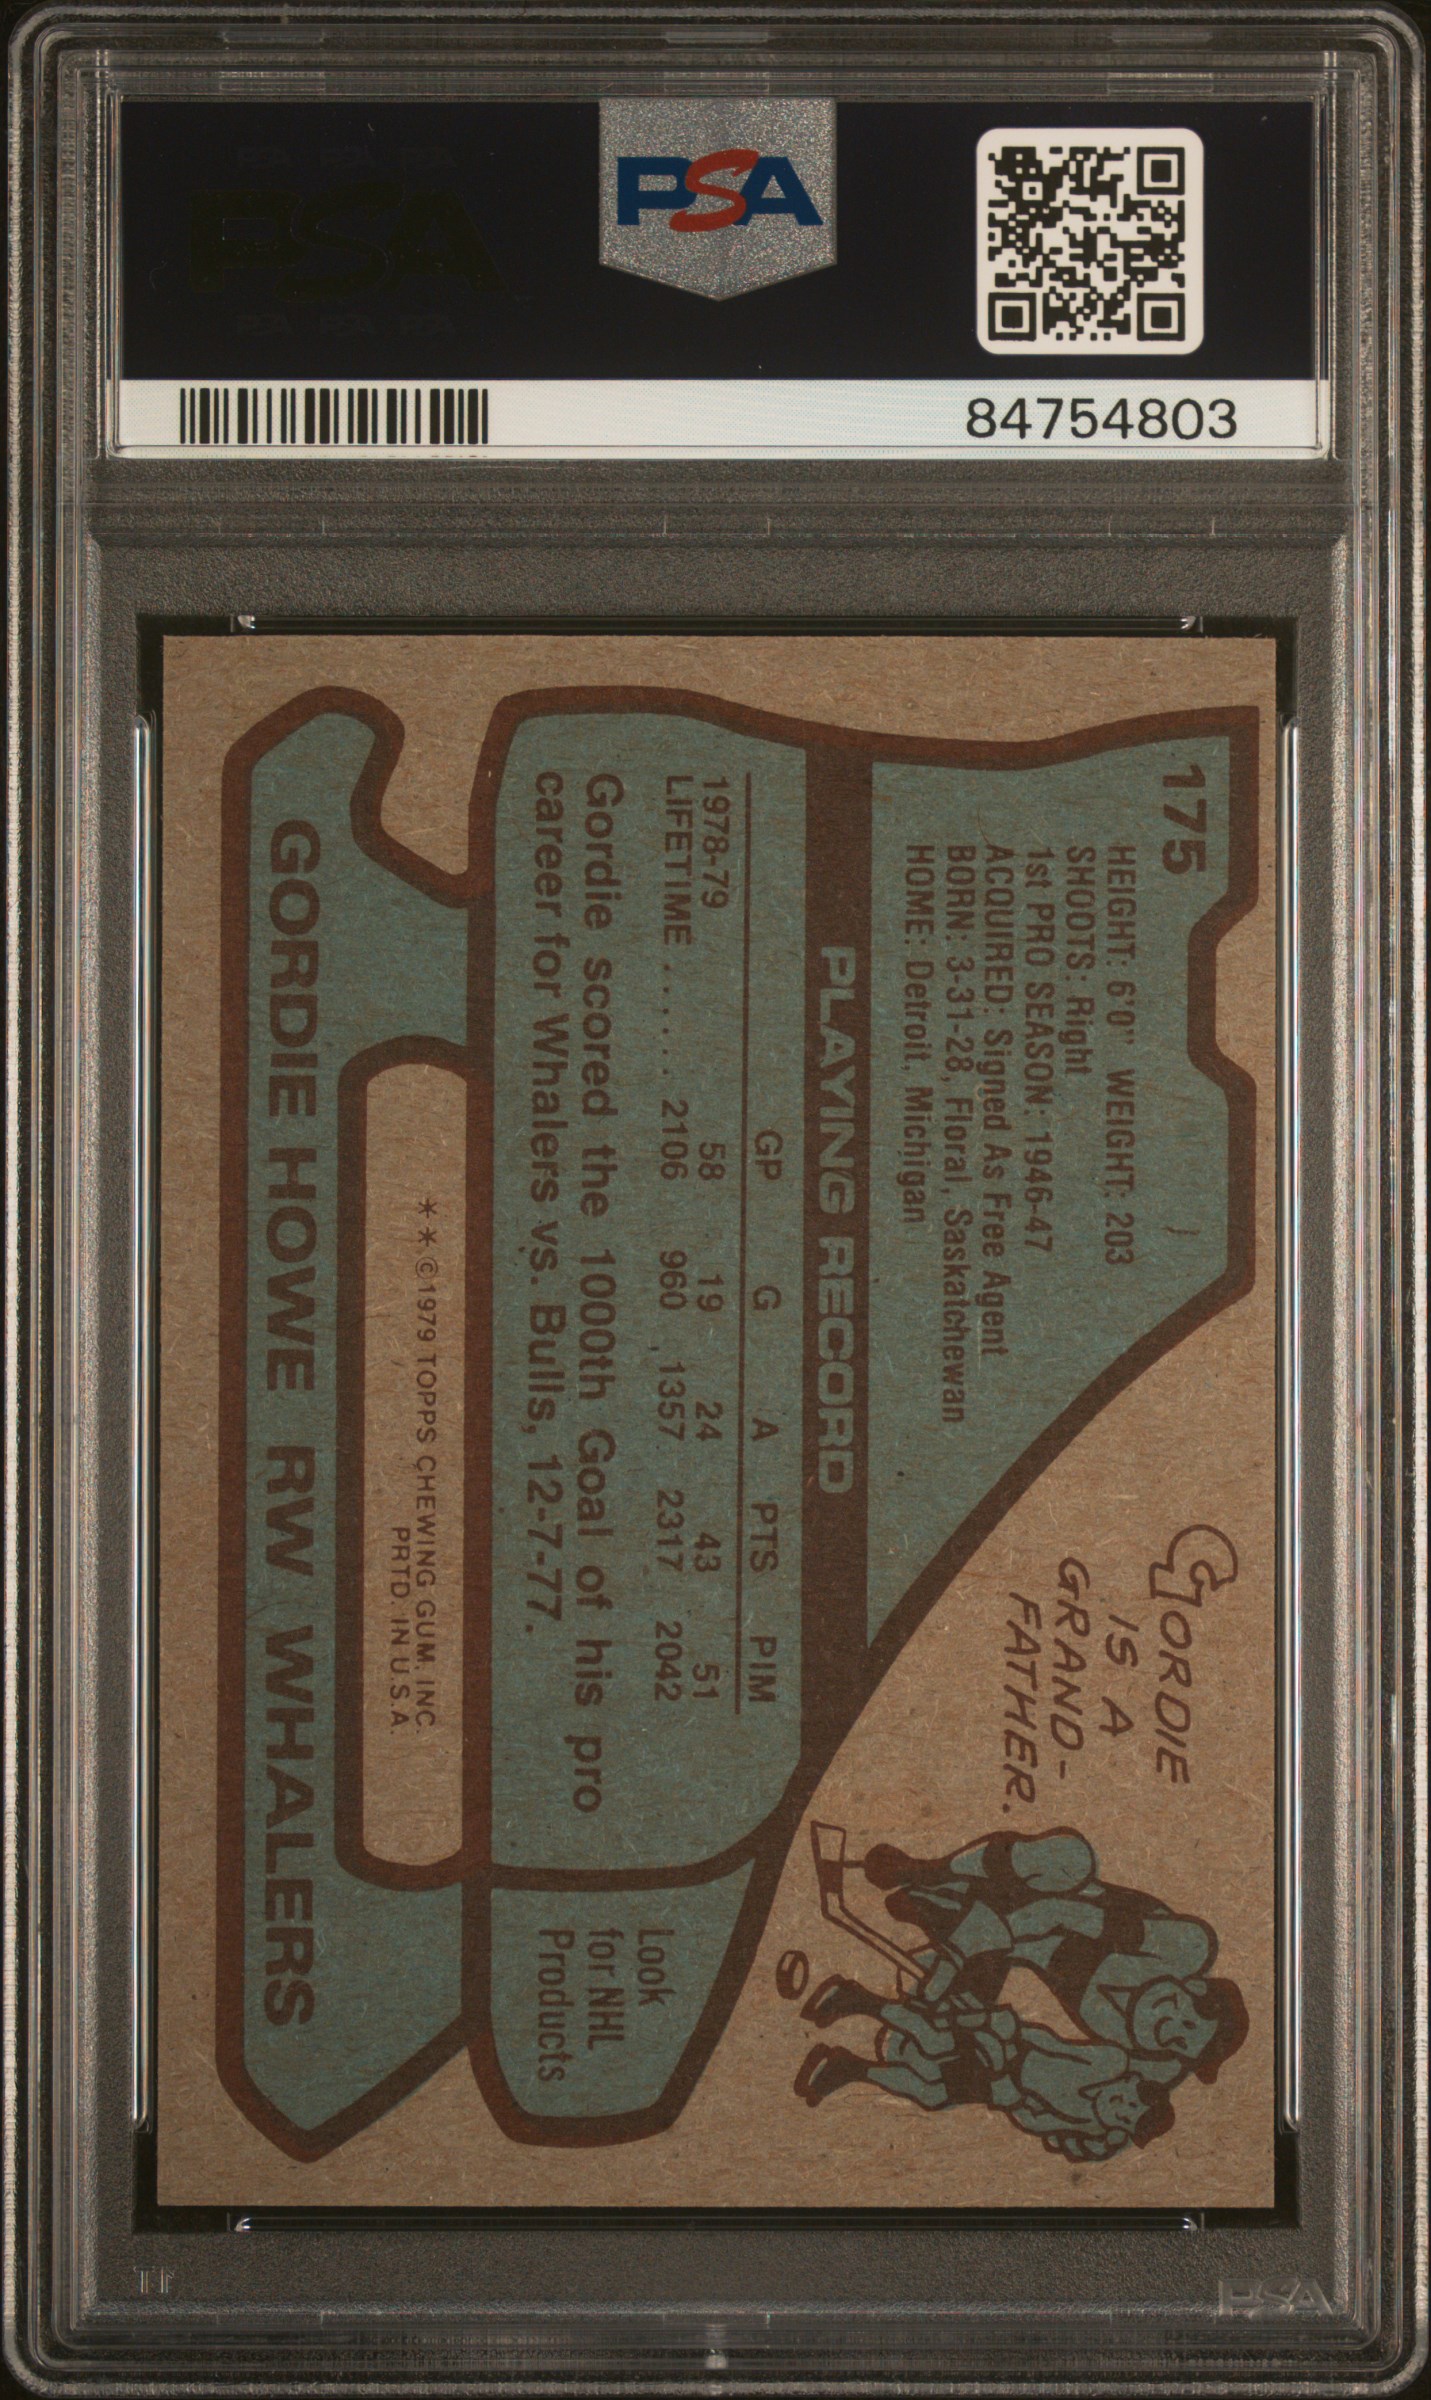 PSA
84754803
175
HEIGHT: 6'0" WEIGHT: 203
SHOOTS: Right
1st PRO SEASON: 1946-47
ACQUIRED: Signed As Free Agent
BORN: 3-31-28, Floral, Saskatchewan
HOME: Detroit, Michigan
GORDIE
IS A
GRAND-
FATHER.
PLAYING RECORD
GP G A PTS PIM
1978-79 58 19 24 43 51
LIFETIME ...... 2106 960 1357 2317 2042
Gordie scored the 1000th Goal of his pro
career for Whalers vs. Bulls, 12-7-77.
Look
for NHL
Products
**©1979 TOPPS CHEWING GUM, INC.
PRTD. IN U.S.A.
GORDIE HOWE RW WHALERS
PSA